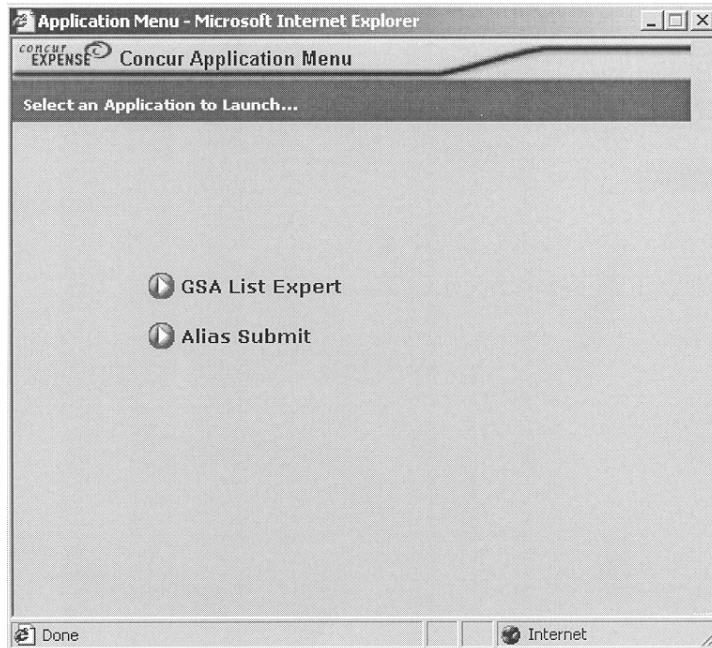 Application Menu - Microsoft Internet Explorer
concur
EXPENSE
Concur Application Menu
Select an Application to Launch...
GSA List Expert
Alias Submit
Done
Internet